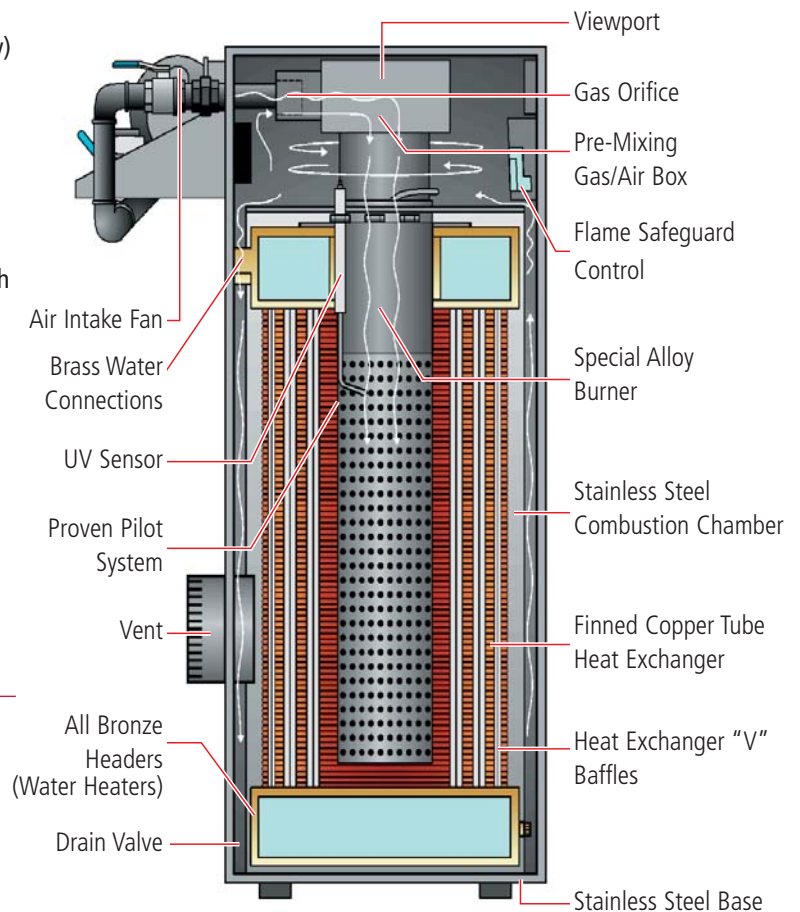 y)
h
Air Intake Fan
Brass Water
Connections
UV Sensor
Proven Pilot
System
Vent
All Bronze
Headers
(Water Heaters)
Drain Valve
Viewport
Gas Orifice
Pre-Mixing
Gas/Air Box
Flame Safeguard
Control
Special Alloy
Burner
Stainless Steel
Combustion Chamber
Finned Copper Tube
Heat Exchanger
Heat Exchanger “V”
Baffles
Stainless Steel Base